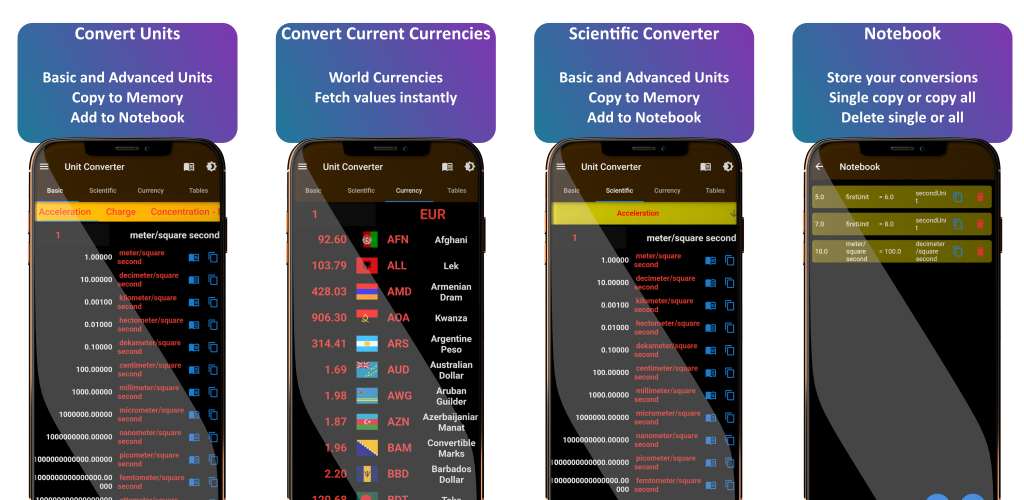 Convert Units
Basic and Advanced Units
Copy to Memory
Add to Notebook
Unit Converter
Basic Scientific Currency Tables
Acceleration Charge Concentration -
1 meter/square second
1.00000 meter/square
second
10.00000 decimeter/square
second
0.00100 kilometer/square
second
0.01000 hectometer/square
second
0.10000 dekameter/square
second
100.00000 centimeter/square
second
1000.00000 millimeter/square
second
1000000.00000 micrometer/square
second
1000000000.00000 nanometer/square
second
1000000000000.00000 picometer/square
second
1000000000000000.00
000 femtometer/square
second
Convert Current Currencies
World Currencies
Fetch values instantly
Unit Converter
Basic Scientific Currency Tables
1 EUR
92.60 AFN Afghani
103.79 ALL Lek
428.03 AMD Armenian
Dram
906.30 AOA Kwanza
314.41 ARS Argentine
Peso
1.69 AUD Australian
Dollar
1.98 AWG Aruban
Guilder
1.87 AZN Azerbaijanian
Manat
1.96 BAM Convertible
Marks
2.20 BBD Barbados
Dollar
120.68 BDT Taka
Scientific Converter
Basic and Advanced Units
Copy to Memory
Add to Notebook
Unit Converter
Basic Scientific Currency Tables
Acceleration
1 meter/square second
1.00000 meter/square
second
10.00000 decimeter/square
second
0.00100 kilometer/square
second
0.01000 hectometer/square
second
0.10000 dekameter/square
second
100.00000 centimeter/square
second
1000.00000 millimeter/square
second
1000000.00000 micrometer/square
second
1000000000.00000 nanometer/square
second
1000000000000.00000 picometer/square
second
1000000000000000.00
000 femtometer/square
second
Notebook
Store your conversions
Single copy or copy all
Delete single or all
Notebook
5.0 firstUnit = 6.0 secondUni
t
7.0 firstUnit = 8.0 secondUni
t
10.0 meter/
square
second = 100.0 decimeter
/square
second